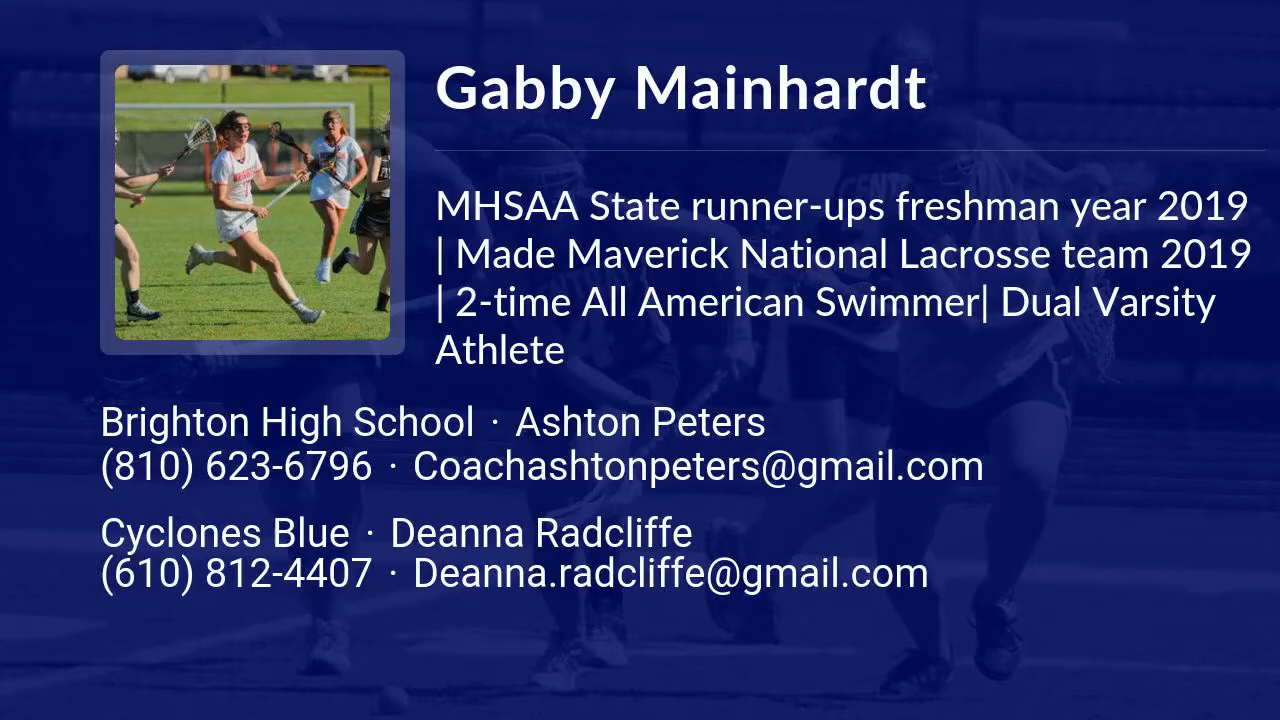 Gabby Mainhardt
MHSAA State runner-ups freshman year 2019
| Made Maverick National Lacrosse team 2019
| 2-time All American Swimmer| Dual Varsity
Athlete
Brighton High School · Ashton Peters
(810) 623-6796 · Coachashtonpeters@gmail.com
Cyclones Blue · Deanna Radcliffe
(610) 812-4407 · Deanna.radcliffe@gmail.com